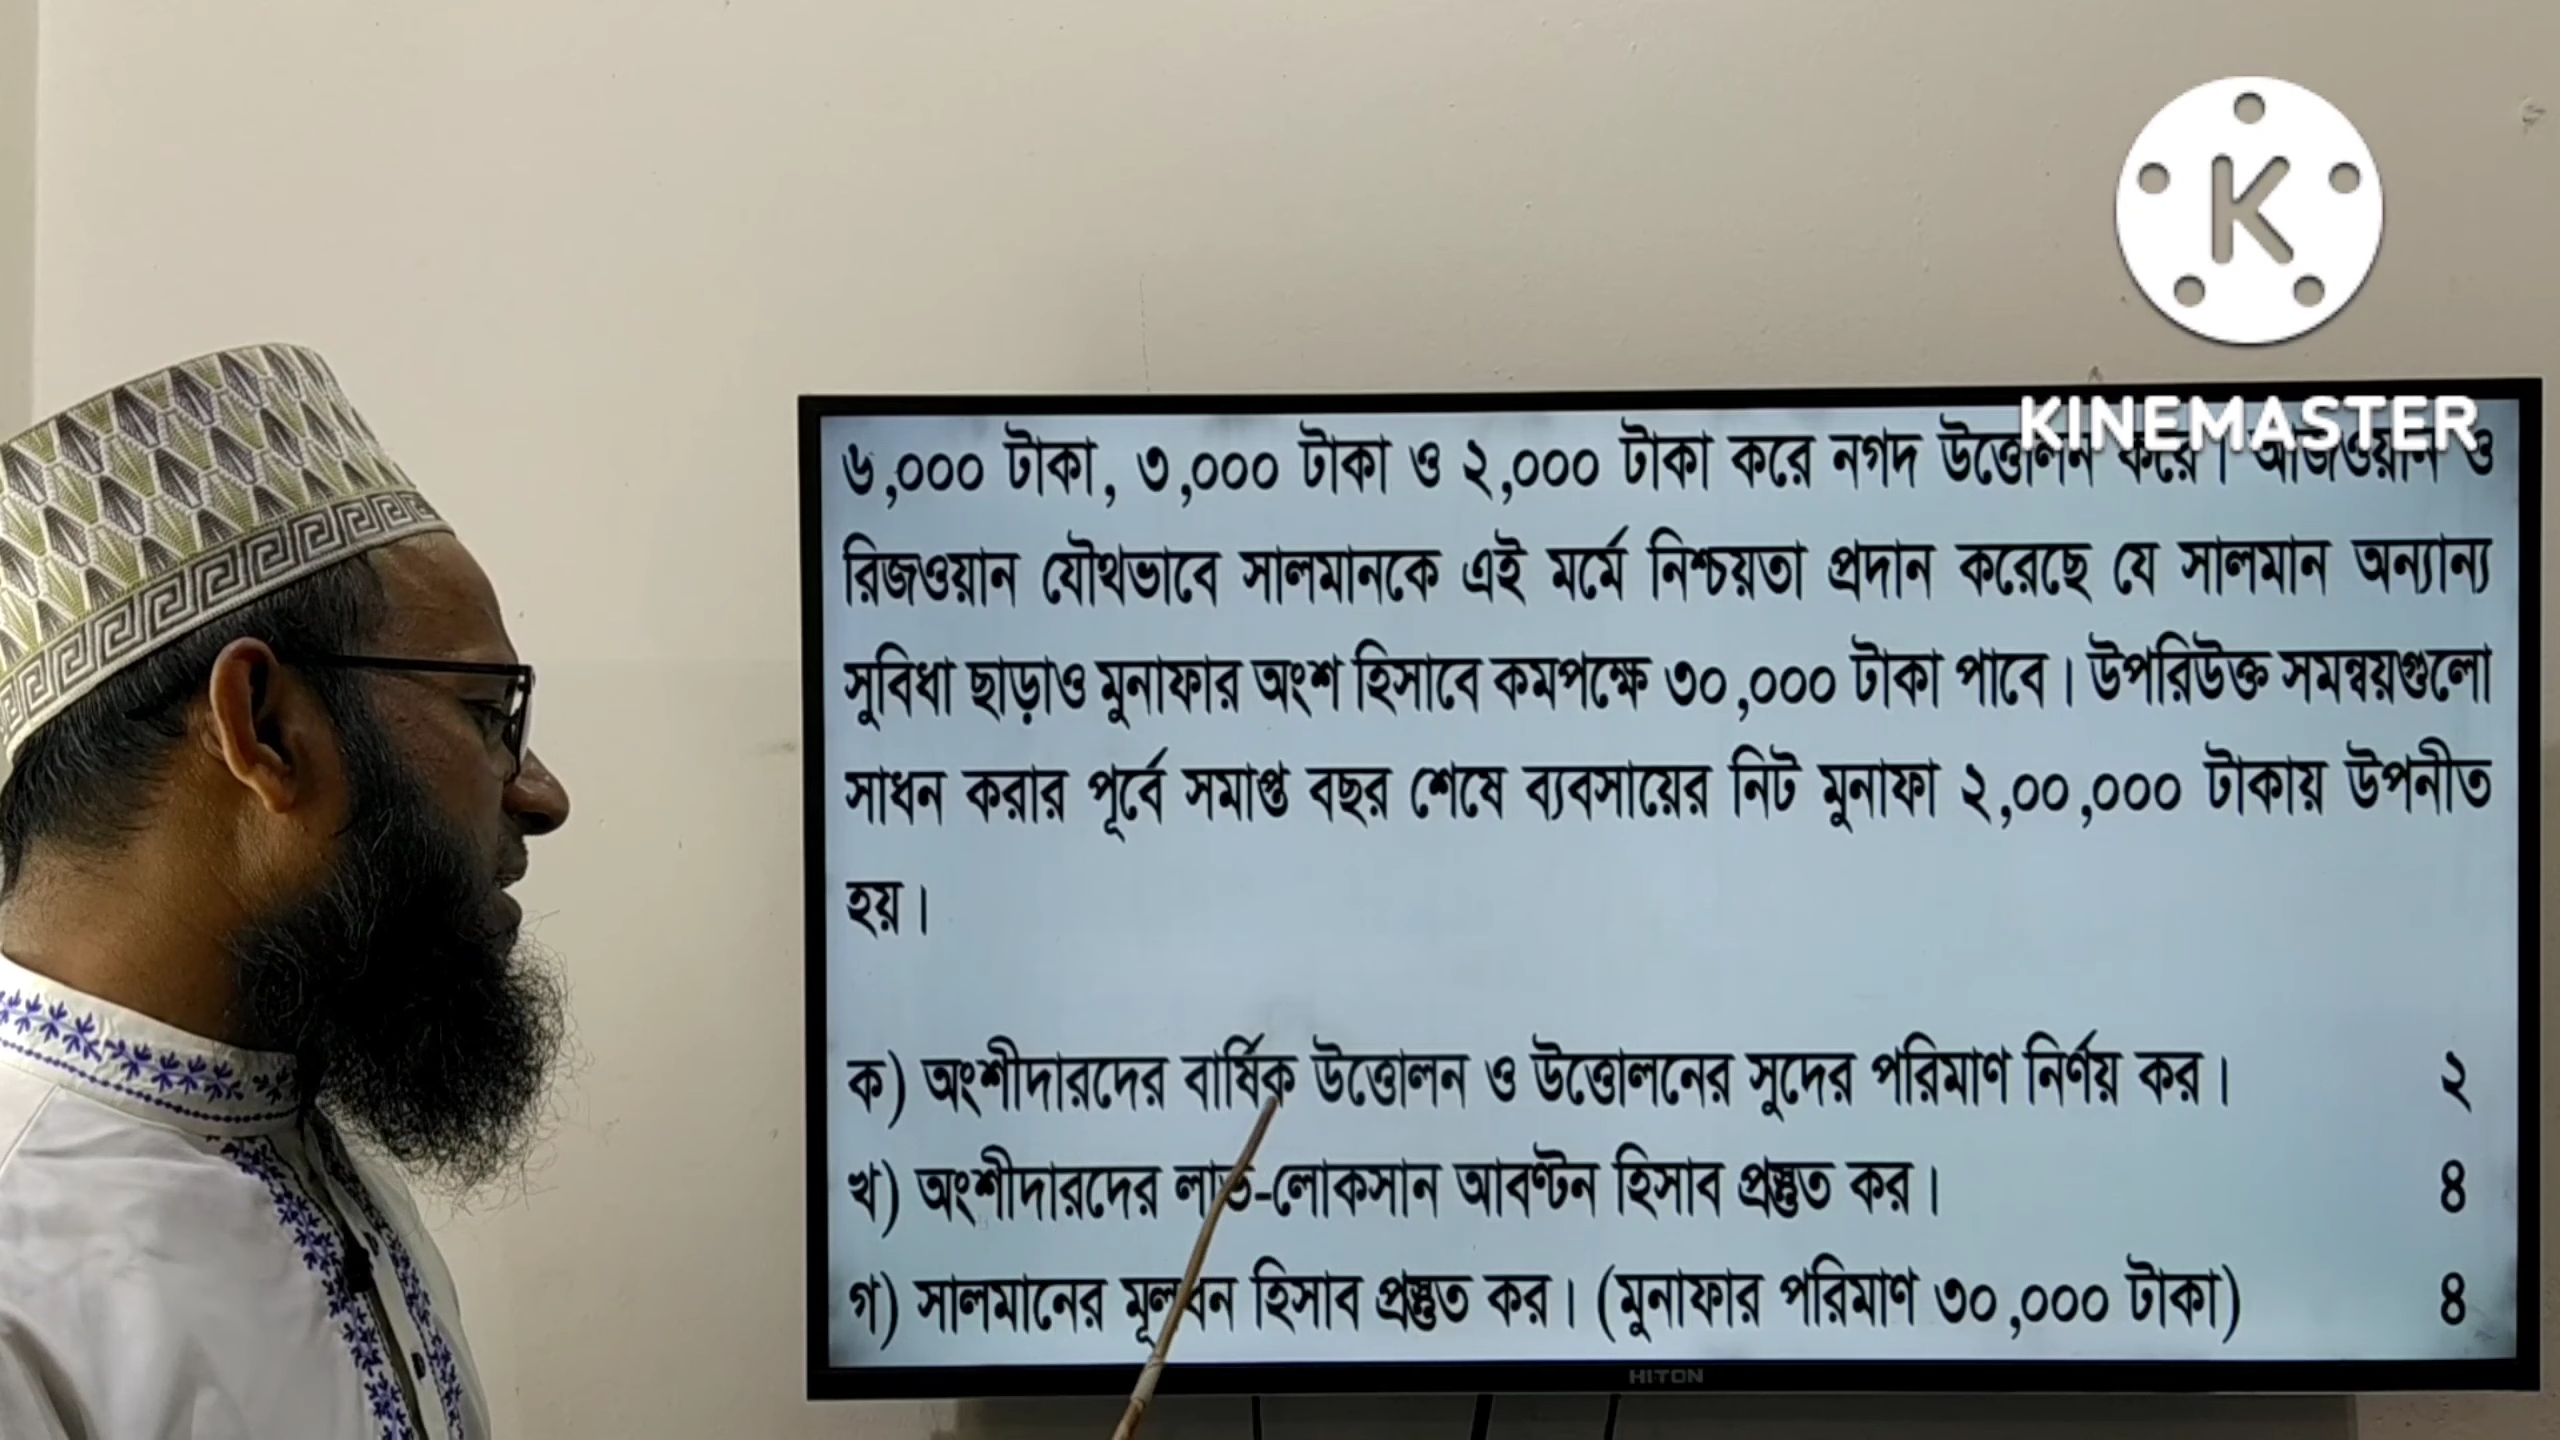 K
KINEMASTER
৬,০০০ টাকা, ৩,০০০ টাকা ও ২,০০০ টাকা করে নগদ উত্তোলন করে। আজওয়ান ও
রিজওয়ান যৌথভাবে সালমানকে এই মর্মে নিশ্চয়তা প্রদান করেছে যে সালমান অন্যান্য
সুবিধা ছাড়াও মুনাফার অংশ হিসাবে কমপক্ষে ৩০,০০০ টাকা পাবে। উপরিউক্ত সমন্বয়গুলো
সাধন করার পূর্বে সমাপ্ত বছর শেষে ব্যবসায়ের নিট মুনাফা ২,০০,০০০ টাকায় উপনীত
হয়।
ক) অংশীদারদের বার্ষিক উত্তোলন ও উত্তোলনের সুদের পরিমাণ নির্ণয় কর। ২
খ) অংশীদারদের লাভ-লোকসান আবণ্টন হিসাব প্রস্তুত কর। ৪
গ) সালমানের মূলধন হিসাব প্রস্তুত কর। (মুনাফার পরিমাণ ৩০,০০০ টাকা) ৪
HITON